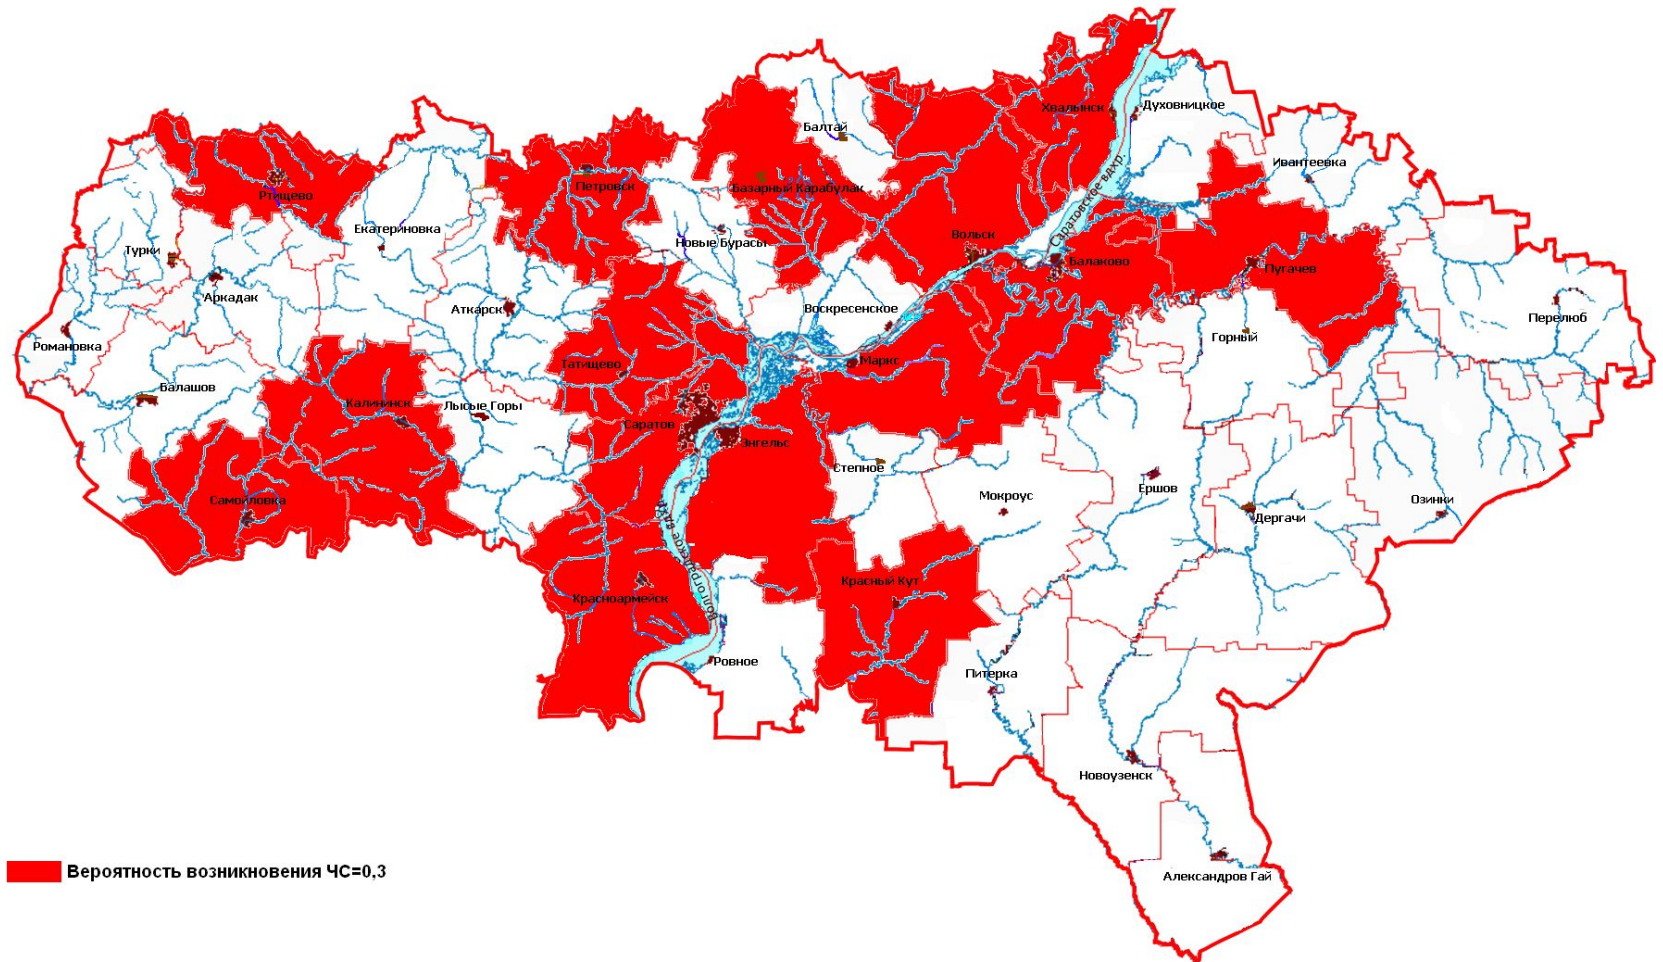 Хвалынск
Духовницкое
Балтай
Ивантеевка
Петровск
Базарный Карабулак
Ртищево
Саратовское вдхр.
Екатериновка
Новые Бурасы
Вольск
Турки
Балаково
Пугачев
Аркадак
Аткарск
Воскресенское
Перелюб
Горный
Романовка
Маркс
Татищево
Балашов
Калининск
Лысые Горы
Саратов
Энгельс
Степное
Самойловка
Мокроус
Ершов
Озинки
Дергачи
Волгоградское вдхр.
Красный Кут
Красноармейск
Ровное
Питерка
Новоузенск
Вероятность возникновения ЧС=0,3
Александров Гай